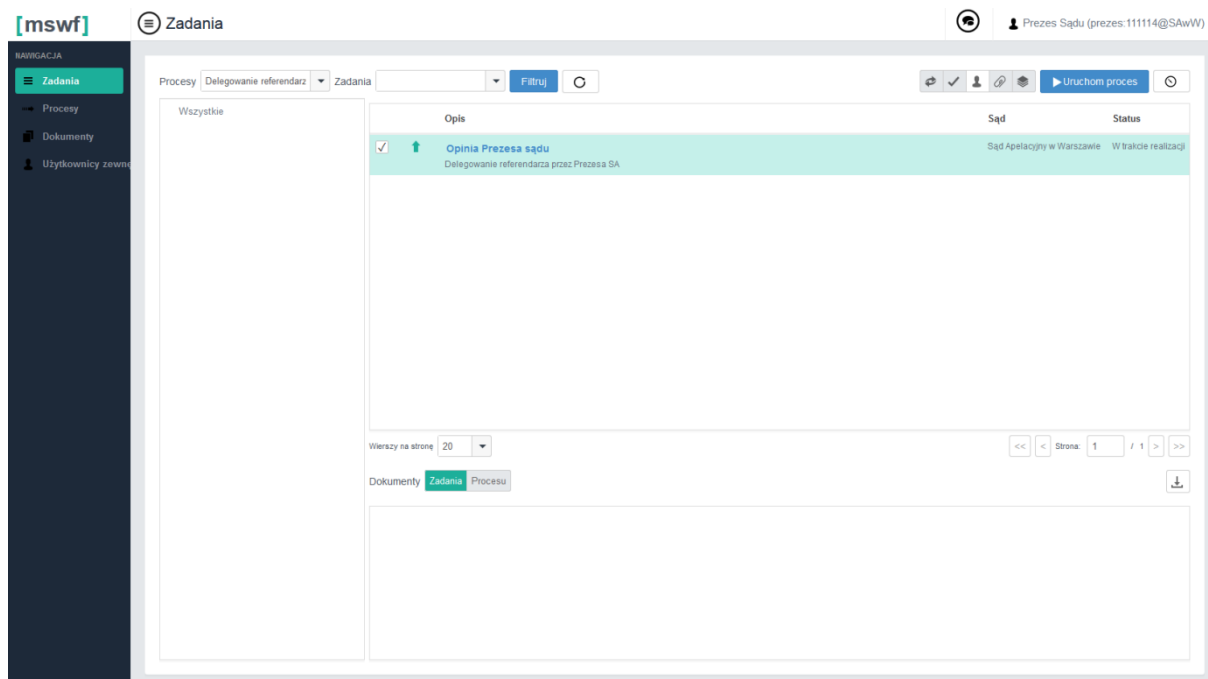 [mswf]
Zadania
Prezes Sądu (prezes:111114@SAwW)
NAWIGACJA
Zadania
Procesy
Dokumenty
Użytkownicy zewnę
Procesy Delegowanie referendarz Zadania Filtruj Uruchom proces
Wszystkie
Opis Sąd Status
Opinia Prezesa sądu Sąd Apelacyjny w Warszawie W trakcie realizacji
Delegowanie referendarza przez Prezesa SA
Wierszy na stronę 20 << < Strona: 1 / 1 > >>
Dokumenty Zadania Procesu